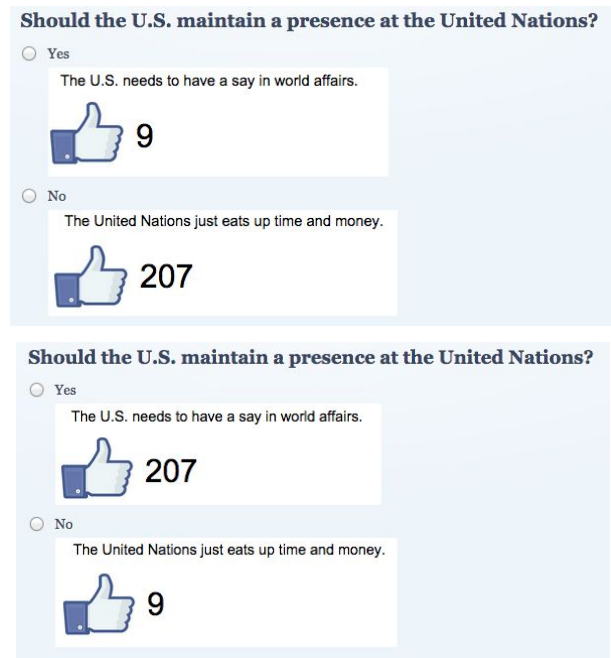 Should the U.S. maintain a presence at the United Nations?
Yes
The U.S. needs to have a say in world affairs.
9
No
The United Nations just eats up time and money.
207
Should the U.S. maintain a presence at the United Nations?
Yes
The U.S. needs to have a say in world affairs.
207
No
The United Nations just eats up time and money.
9